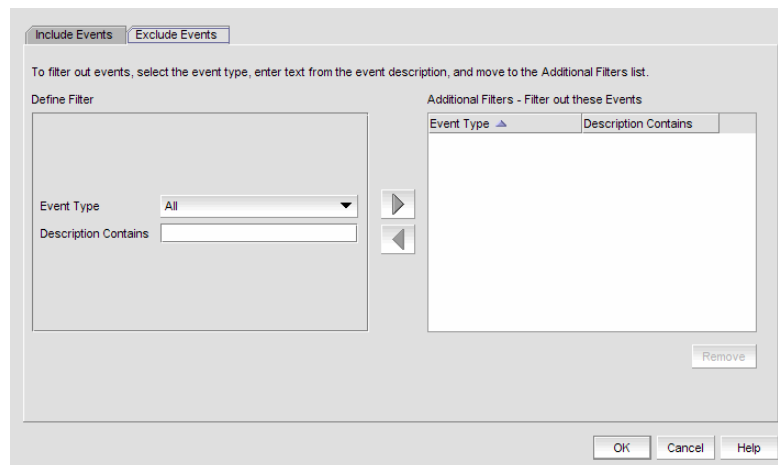 Include Events Exclude Events
To filter out events, select the event type, enter text from the event description, and move to the Additional Filters list.
Define Filter
Additional Filters - Filter out these Events
Event Type Description Contains
Event Type All
Description Contains
Remove
OK Cancel Help